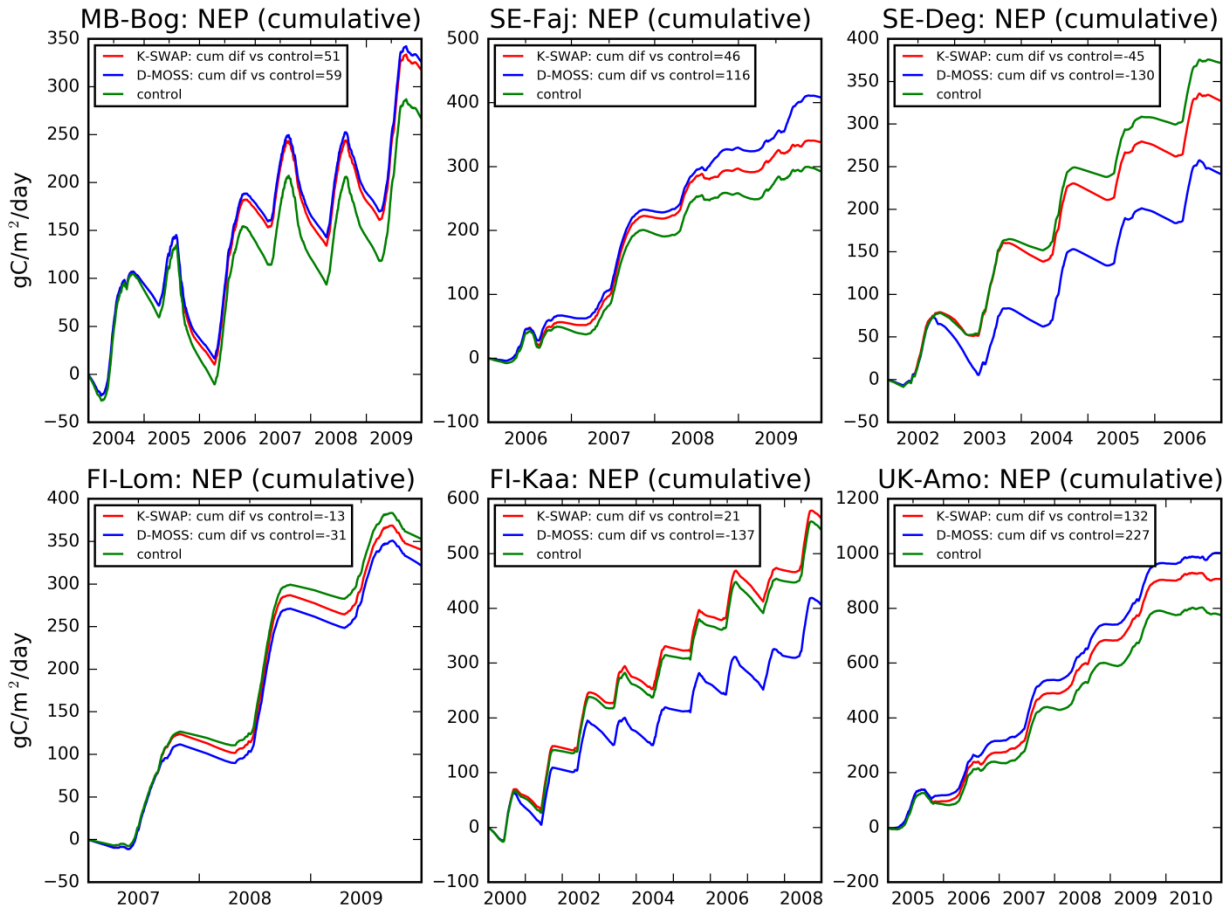 MB-Bog: NEP (cumulative)
SE-Faj: NEP (cumulative)
SE-Deg: NEP (cumulative)
350
300
250
200
150
100
50
0
−50
gC/m²/day
K-SWAP: cum dif vs control=51
D-MOSS: cum dif vs control=59
control
2004 2005 2006 2007 2008 2009
500
400
300
200
100
0
−100
K-SWAP: cum dif vs control=46
D-MOSS: cum dif vs control=116
control
2006 2007 2008 2009
400
350
300
250
200
150
100
50
0
−50
K-SWAP: cum dif vs control=-45
D-MOSS: cum dif vs control=-130
control
2002 2003 2004 2005 2006
FI-Lom: NEP (cumulative)
FI-Kaa: NEP (cumulative)
UK-Amo: NEP (cumulative)
400
350
300
250
200
150
100
50
0
−50
gC/m²/day
K-SWAP: cum dif vs control=-13
D-MOSS: cum dif vs control=-31
control
2007 2008 2009
600
500
400
300
200
100
0
−100
K-SWAP: cum dif vs control=21
D-MOSS: cum dif vs control=-137
control
2000 2002 2004 2006 2008
1200
1000
800
600
400
200
0
−200
K-SWAP: cum dif vs control=132
D-MOSS: cum dif vs control=227
control
2005 2006 2007 2008 2009 2010